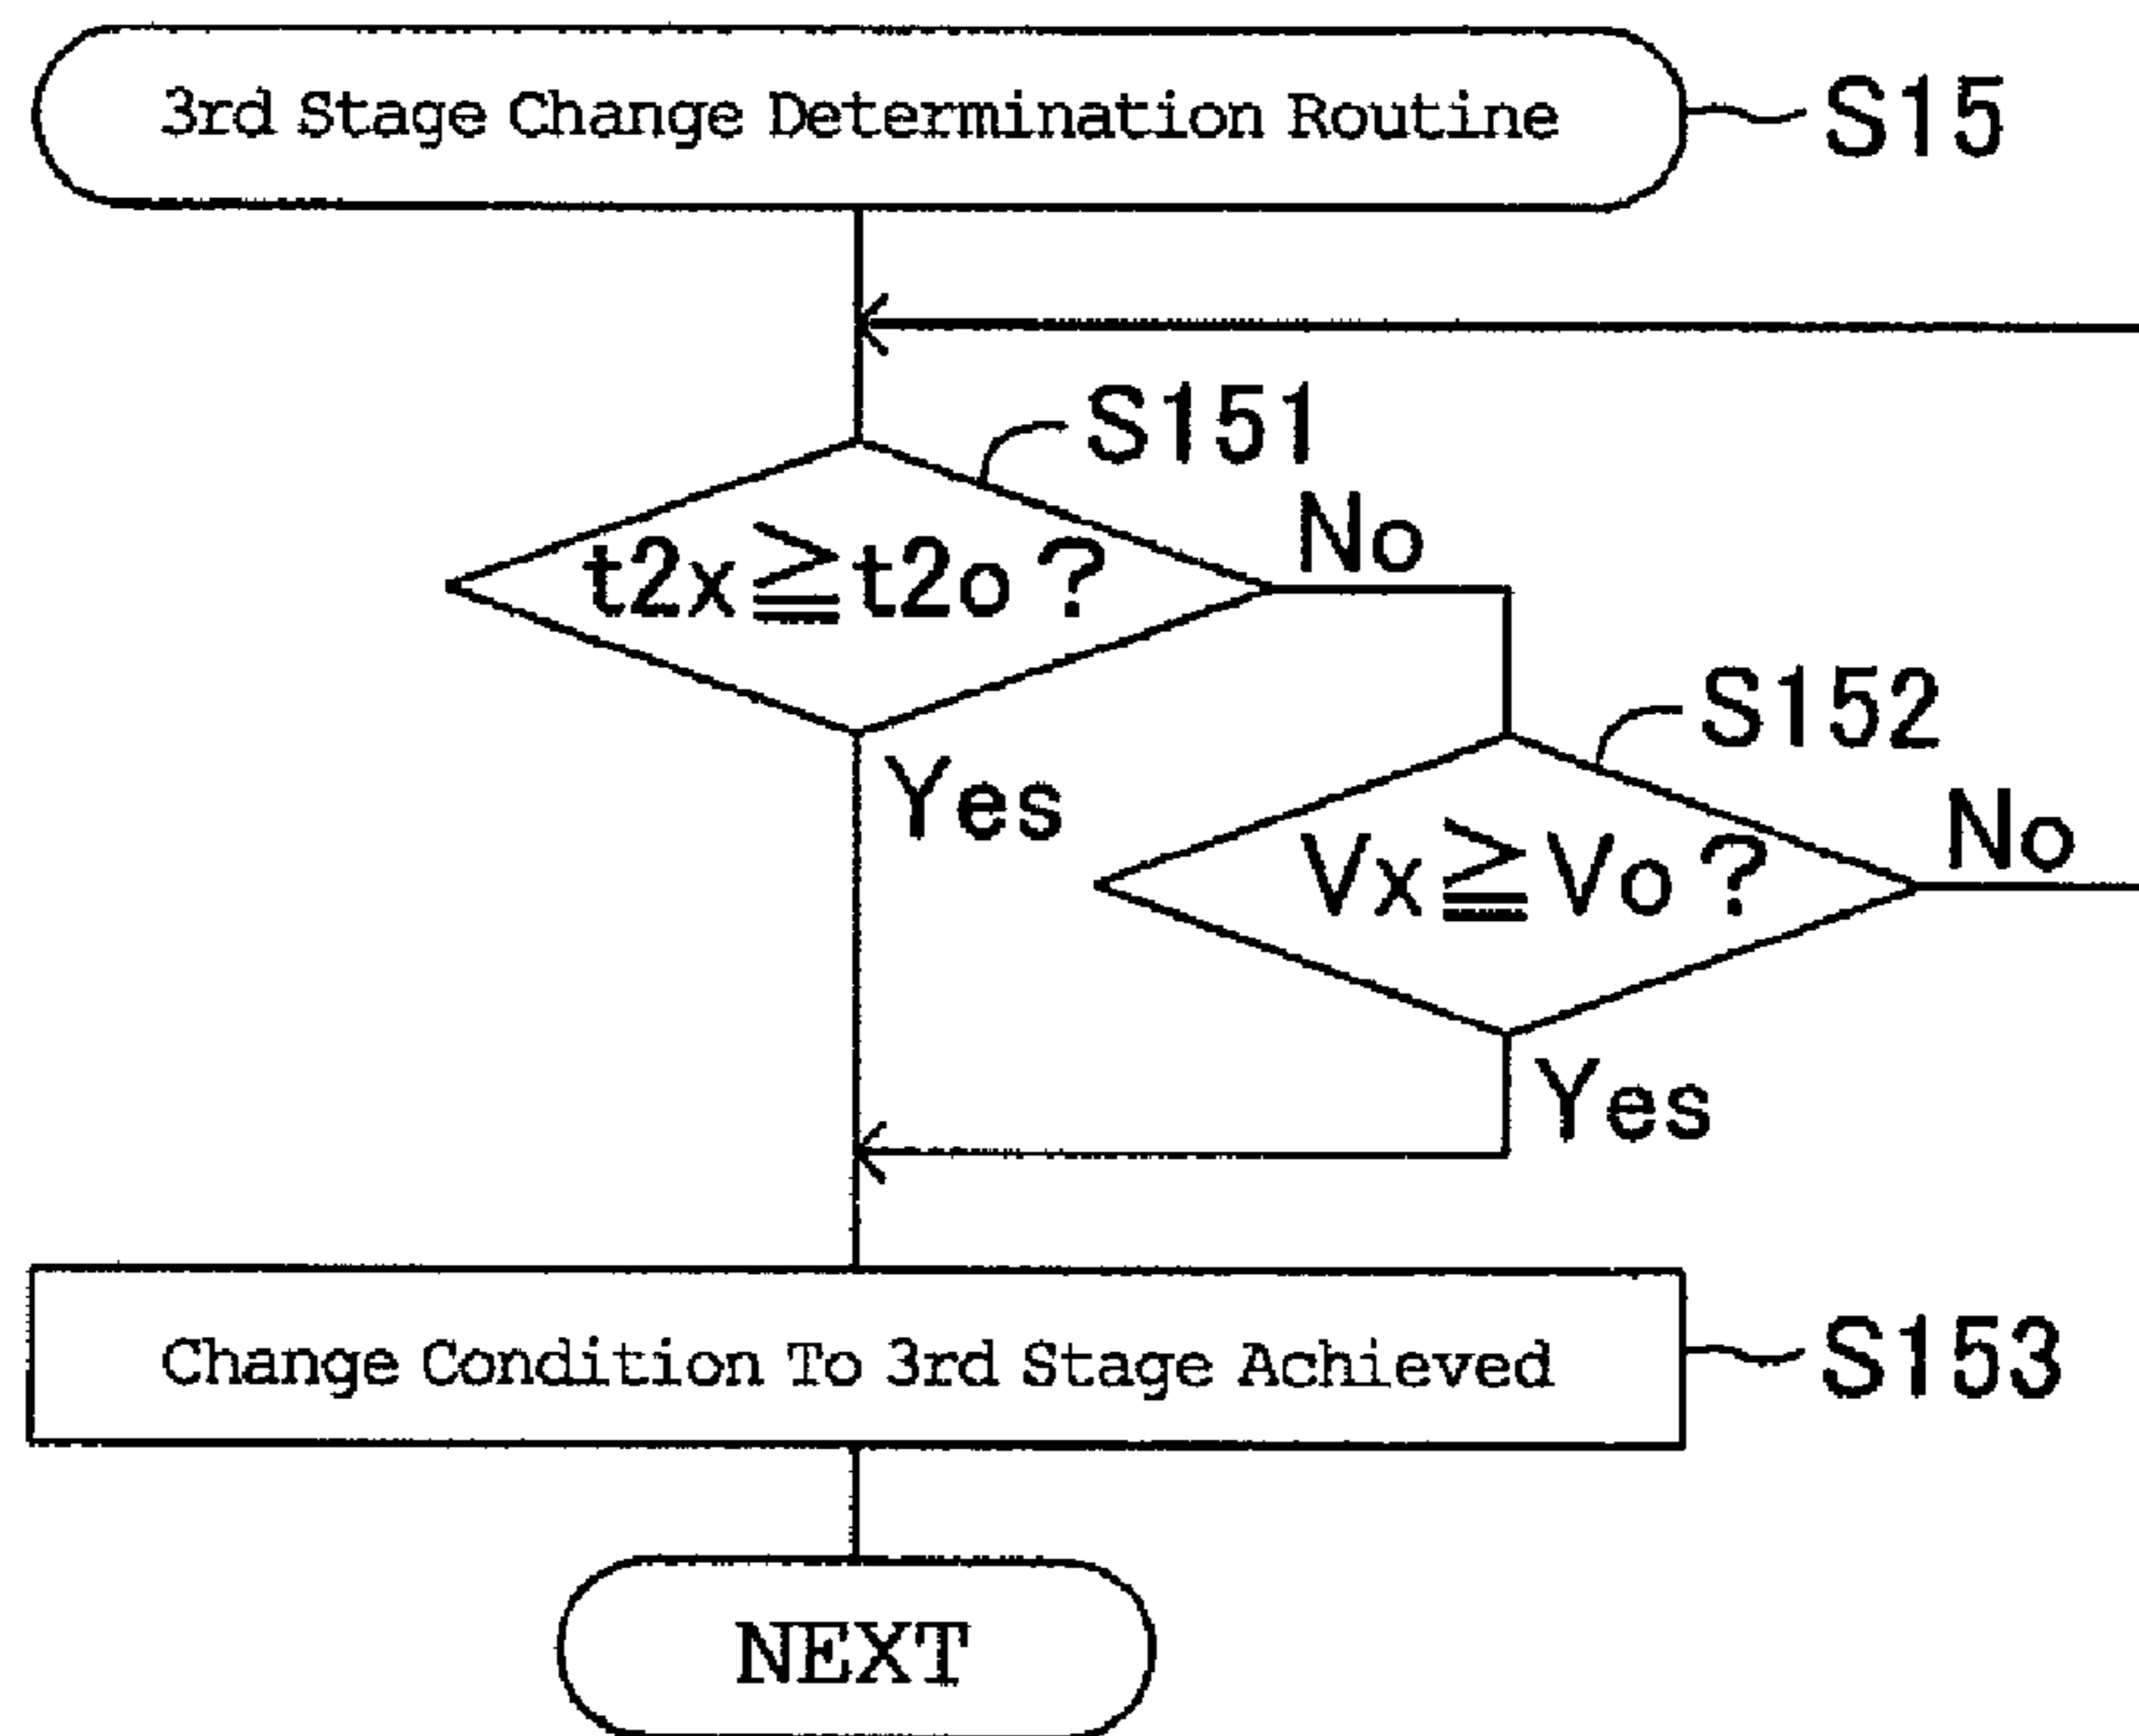 3rd Stage Change Determination Routine
S15
S151
t2x≧t2o?
No
Yes
S152
Vx≧Vo?
No
Yes
Change Condition To 3rd Stage Achieved
S153
NEXT